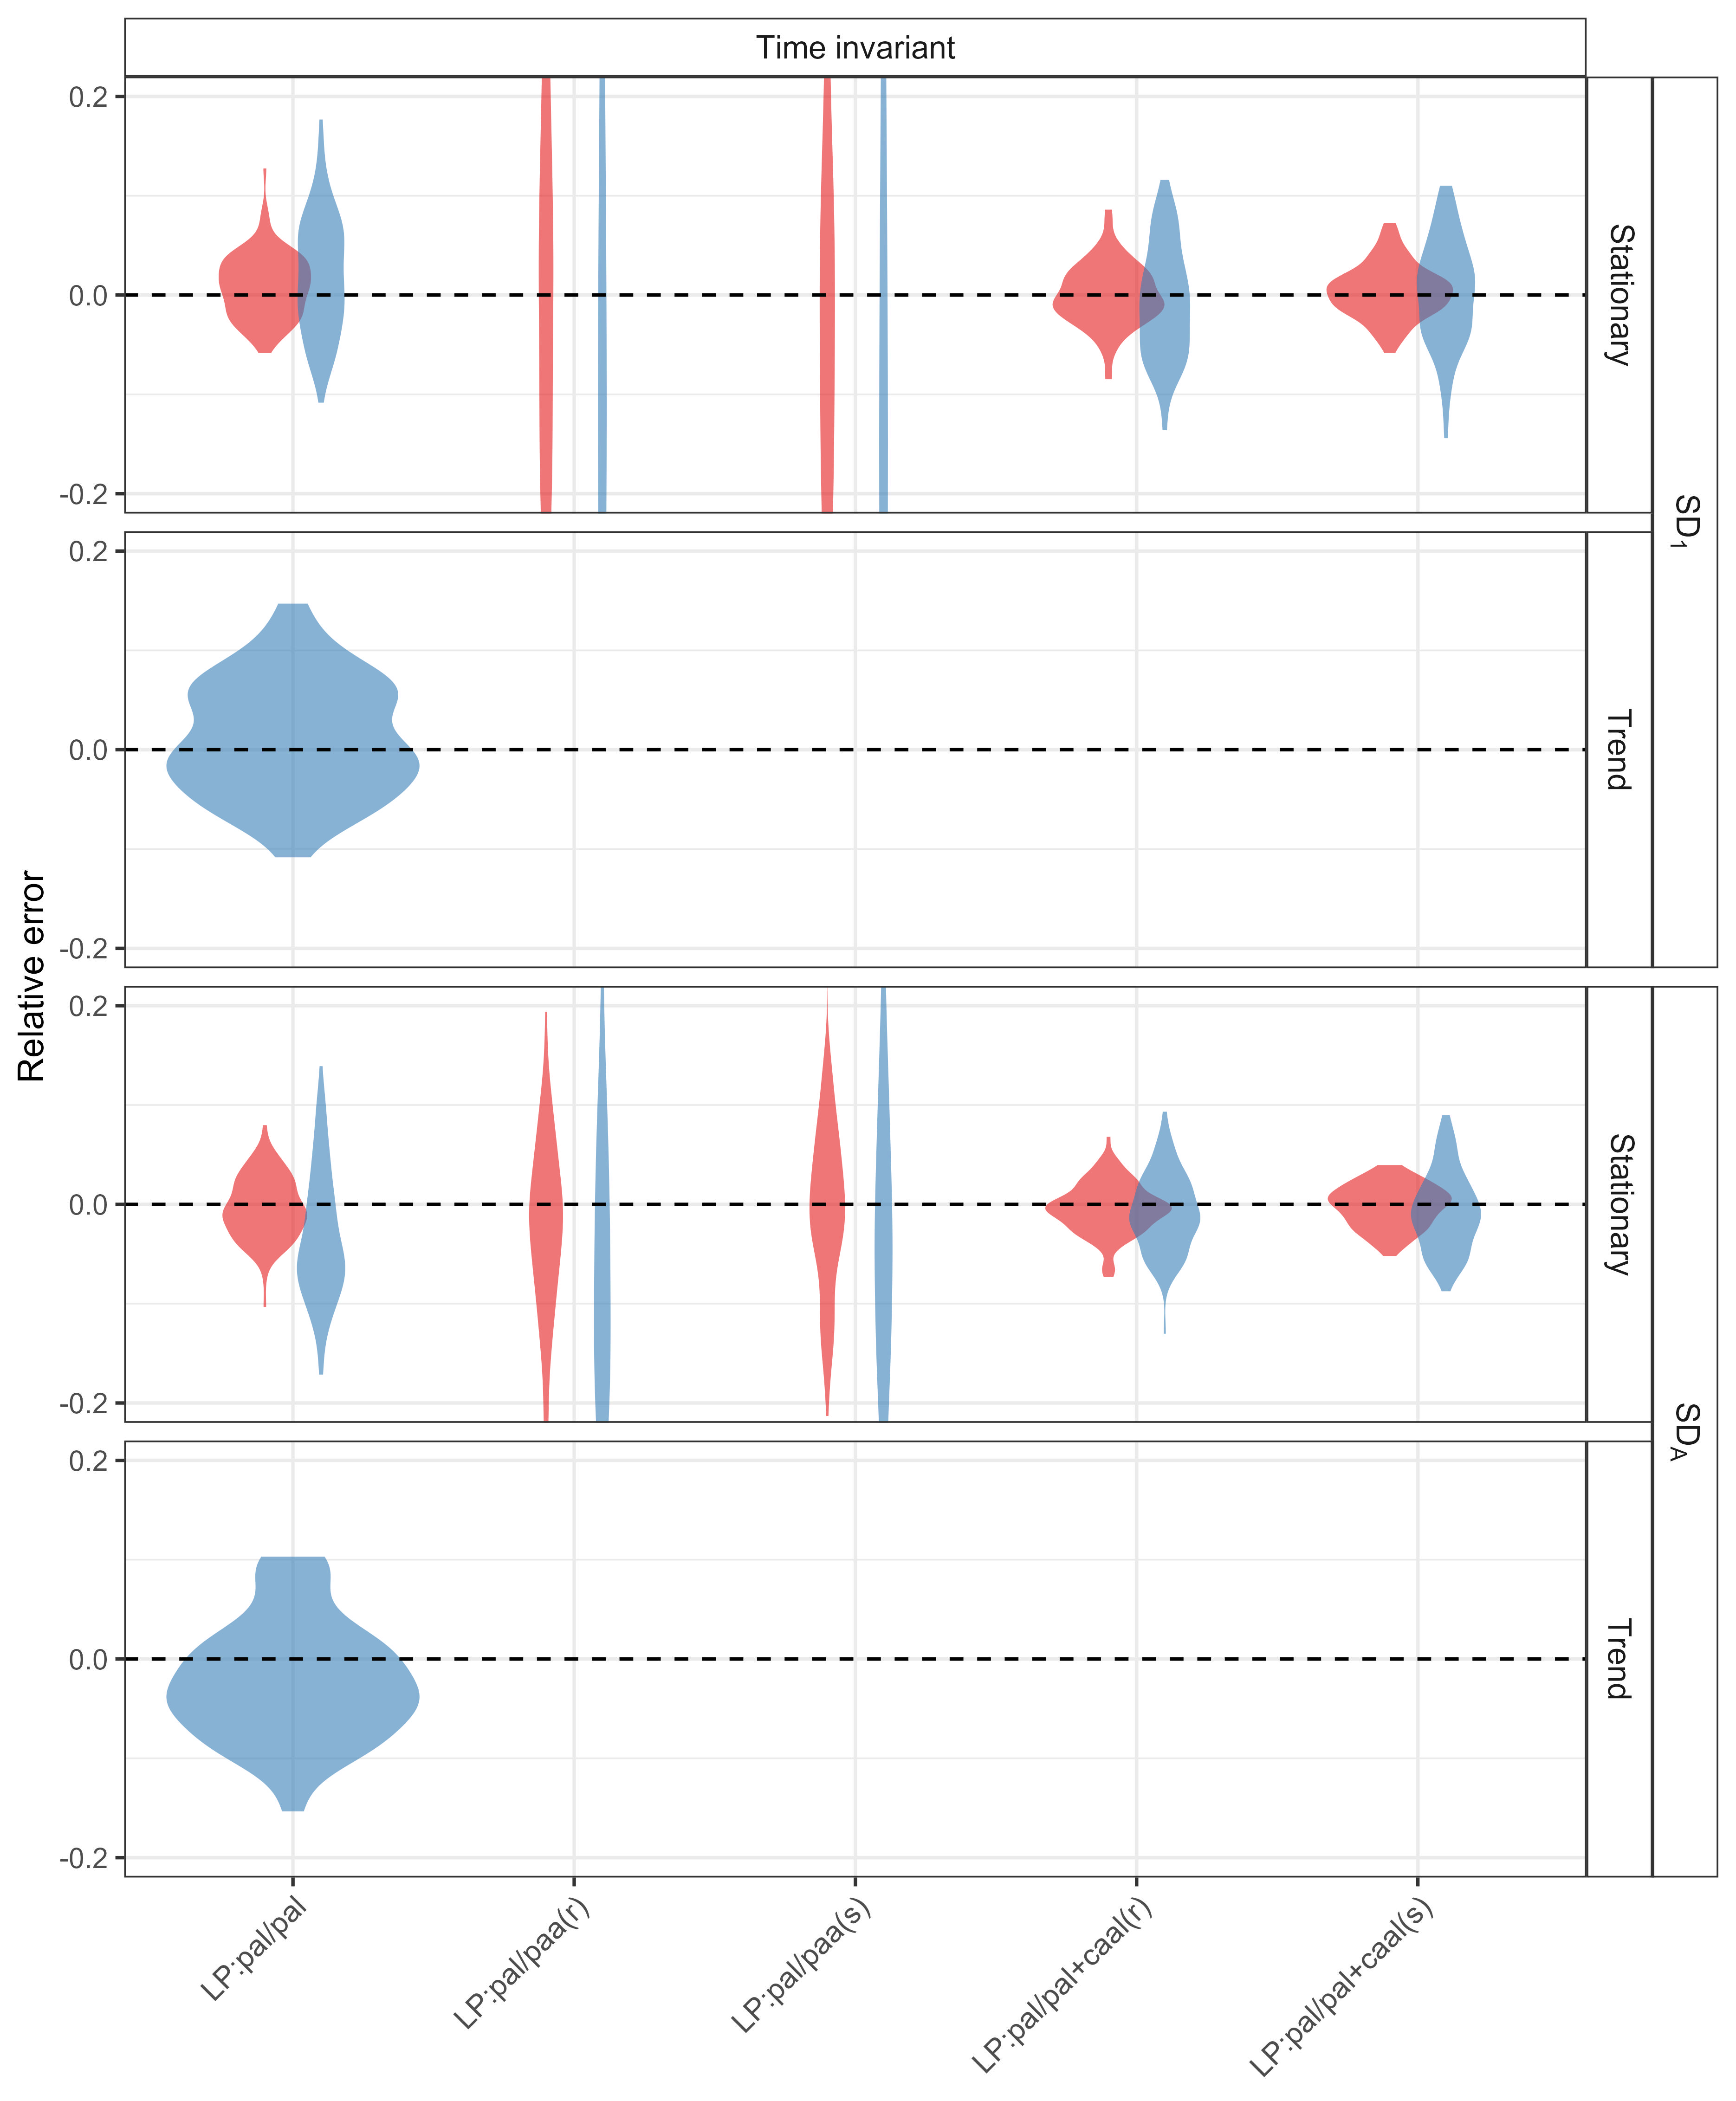 Time invariant
Relative error
0.2
0.0
-0.2
Stationary
SD1
0.2
0.0
-0.2
Trend
0.2
0.0
-0.2
Stationary
SDA
0.2
0.0
-0.2
Trend
LP:pal/pal
LP:pal/paa(r)
LP:pal/paa(s)
LP:pal/pal+caal(r)
LP:pal/pal+caal(s)